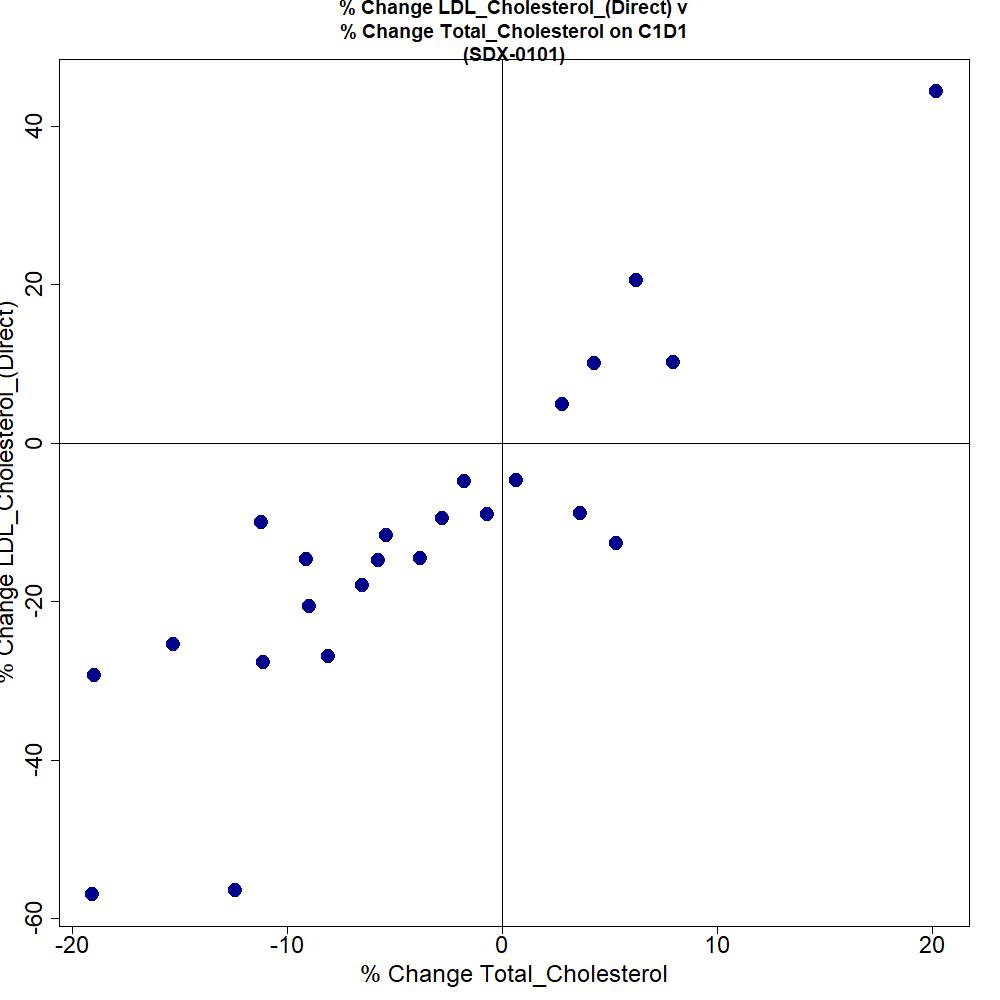 % Change LDL_Cholesterol_(Direct) v
% Change Total_Cholesterol on C1D1
(SDX-0101)
% Change LDL_Cholesterol_(Direct)
40
20
0
-20
-40
-60
-20
-10
0
10
20
% Change Total_Cholesterol